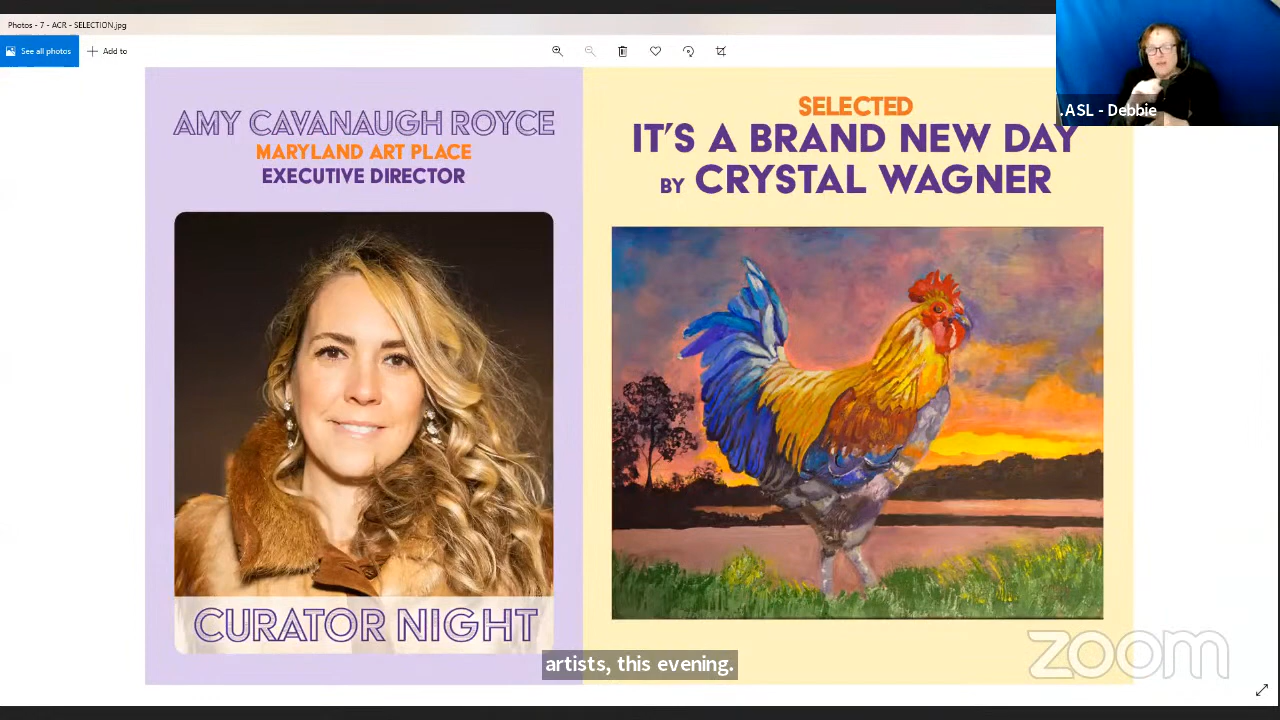 Photos - 7 - ACR - SELECTION.jpg
See all photos
Add to
.ASL - Debbie
AMY CAVANAUGH ROYCE
MARYLAND ART PLACE
EXECUTIVE DIRECTOR
CURATOR NIGHT
SELECTED
IT'S A BRAND NEW DAY
BY CRYSTAL WAGNER
artists, this evening.
zoom